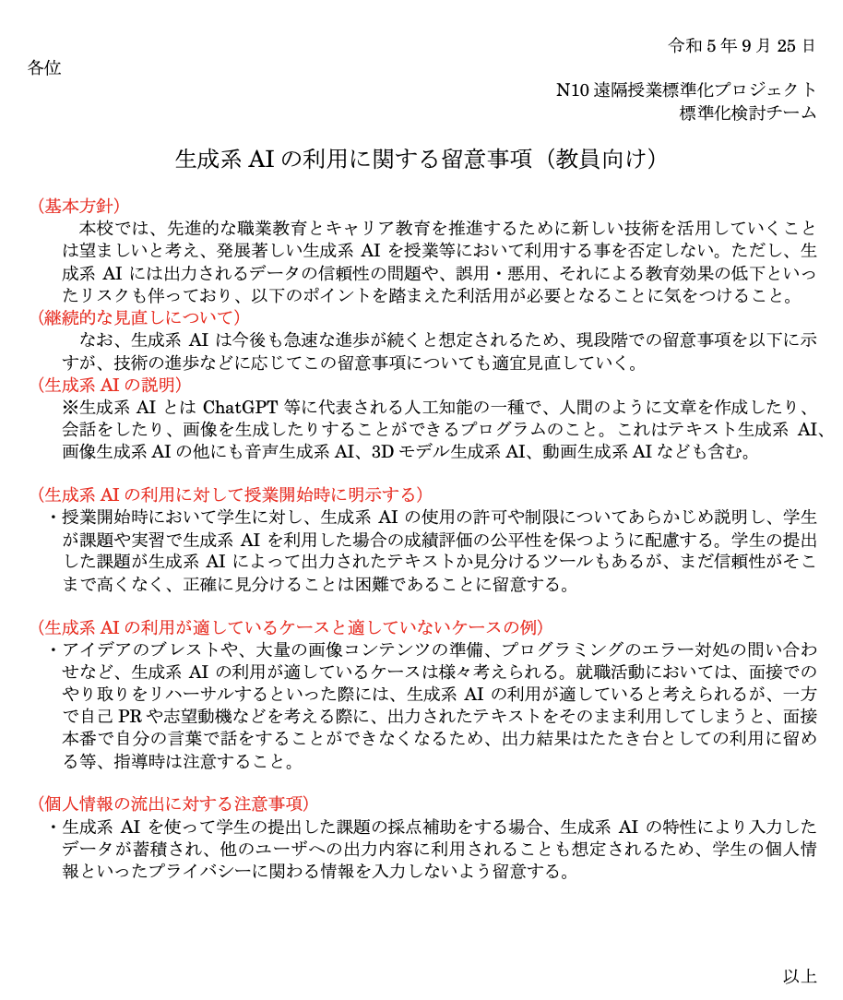 令和5年9月25日
各位
N10遠隔授業標準化プロジェクト
標準化検討チーム
生成系AIの利用に関する留意事項（教員向け）
（基本方針）
本校では、先進的な職業教育とキャリア教育を推進するために新しい技術を活用していくこと
は望ましいと考え、発展著しい生成系 AI を授業等において利用する事を否定しない。ただし、生
成系 AI には出力されるデータの信頼性の問題や、誤用・悪用、それによる教育効果の低下といっ
たリスクも伴っており、以下のポイントを踏まえた利活用が必要となることに気をつけること。
（継続的な見直しについて）
なお、生成系 AI は今後も急速な進歩が続くと想定されるため、現段階での留意事項を以下に示
すが、技術の進歩などに応じてこの留意事項についても適宜見直していく。
（生成系 AI の説明）
※生成系 AI とは ChatGPT 等に代表される人工知能の一種で、人間のように文章を作成したり、
会話をしたり、画像を生成したりすることができるプログラムのこと。これはテキスト生成系 AI、
画像生成系 AI の他にも音声生成系 AI、3D モデル生成系 AI、動画生成系 AI なども含む。
（生成系 AI の利用に対して授業開始時に明示する）
・授業開始時において学生に対し、生成系 AI の使用の許可や制限についてあらかじめ説明し、学生
が課題や実習で生成系 AI を利用した場合の成績評価の公平性を保つように配慮する。学生の提出
した課題が生成系 AI によって出力されたテキストか見分けるツールもあるが、まだ信頼性がそこ
まで高くなく、正確に見分けることは困難であることに留意する。
（生成系 AI の利用が適しているケースと適していないケースの例）
・アイデアのブレストや、大量の画像コンテンツの準備、プログラミングのエラー対処の問い合わ
せなど、生成系 AI の利用が適しているケースは様々考えられる。就職活動においては、面接での
やり取りをリハーサルするといった際には、生成系 AI の利用が適していると考えられるが、一方
で自己 PR や志望動機などを考える際に、出力されたテキストをそのまま利用してしまうと、面接
本番で自分の言葉で話をすることができなくなるため、出力結果はたたき台としての利用に留め
る等、指導時は注意すること。
（個人情報の流出に対する注意事項）
・生成系 AI を使って学生の提出した課題の採点補助をする場合、生成系 AI の特性により入力した
データが蓄積され、他のユーザへの出力内容に利用されることも想定されるため、学生の個人情
報といったプライバシーに関わる情報を入力しないよう留意する。
以上